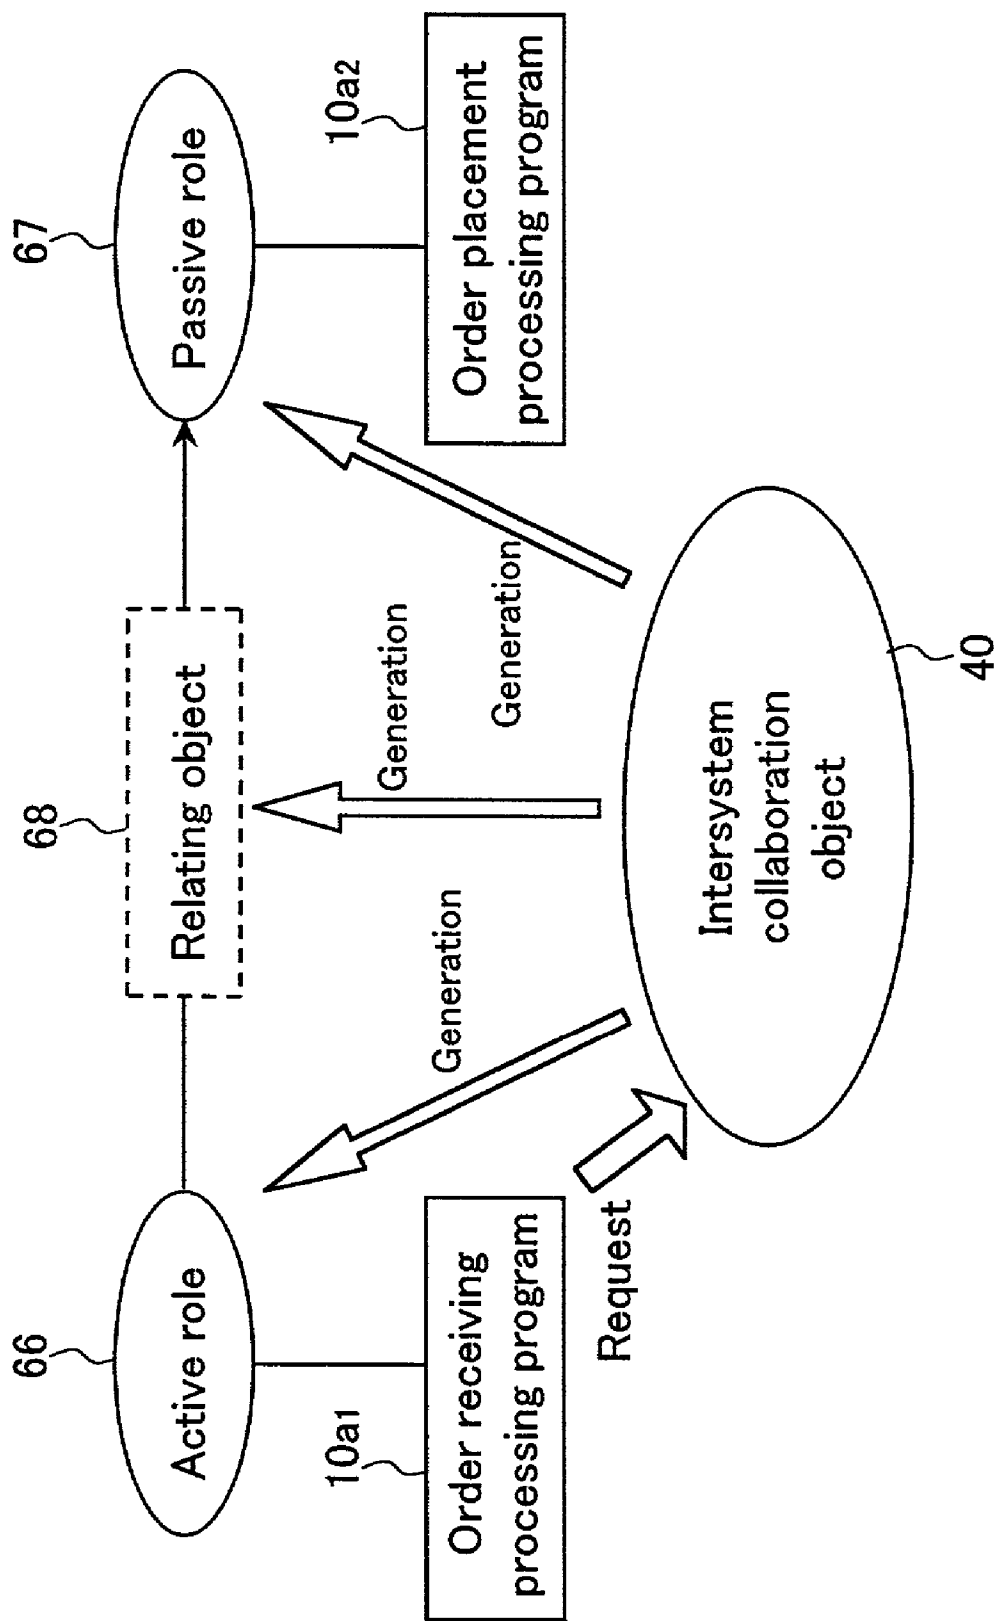 66
Active role
68
Relating object
67
Passive role
10a1
Order receiving
processing program
10a2
Order placement
processing program
Generation
Generation
Generation
Request
Intersystem
collaboration
object
40